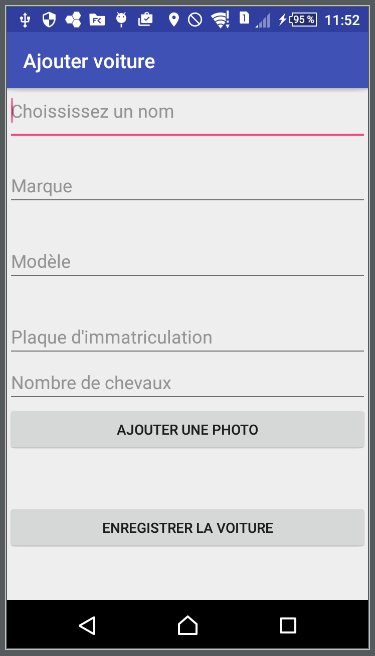 95 % 11:52
Ajouter voiture
Choississez un nom
Marque
Modèle
Plaque d'immatriculation
Nombre de chevaux
AJOUTER UNE PHOTO
ENREGISTRER LA VOITURE